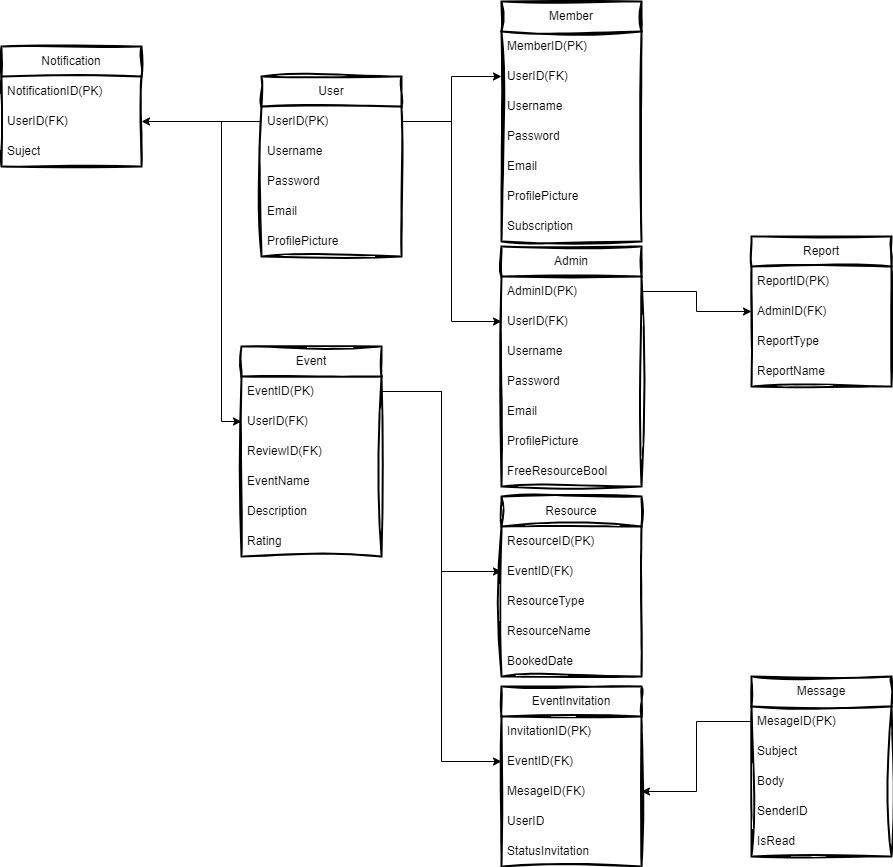 Member
MemberID(PK)
UserID(FK)
Username
Password
Email
ProfilePicture
Subscription
Notification
NotificationID(PK)
UserID(FK)
Suject
User
UserID(PK)
Username
Password
Email
ProfilePicture
Admin
AdminID(PK)
UserID(FK)
Username
Password
Email
ProfilePicture
FreeResourceBool
Report
ReportID(PK)
AdminID(FK)
ReportType
ReportName
Event
EventID(PK)
UserID(FK)
ReviewID(FK)
EventName
Description
Rating
Resource
ResourceID(PK)
EventID(FK)
ResourceType
ResourceName
BookedDate
EventInvitation
InvitationID(PK)
EventID(FK)
MesageID(FK)
UserID
StatusInvitation
Message
MesageID(PK)
Subject
Body
SenderID
IsRead